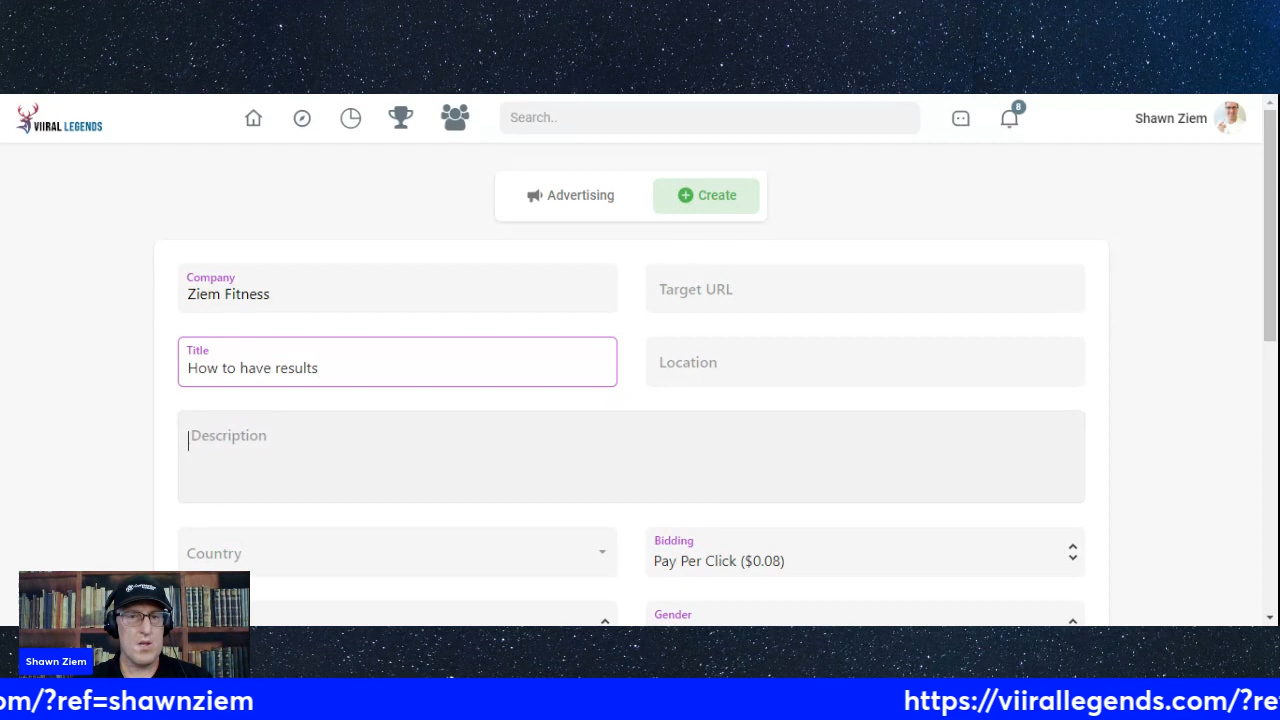 VIIRAL LEGENDS
Search..
8
Shawn Ziem
Advertising
Create
Company
Ziem Fitness
Target URL
Title
How to have results
Location
Description
Country
Bidding
Pay Per Click ($0.08)
Gender
Shawn Ziem
om/?ref=shawnziem
https://viirallegends.com/?re